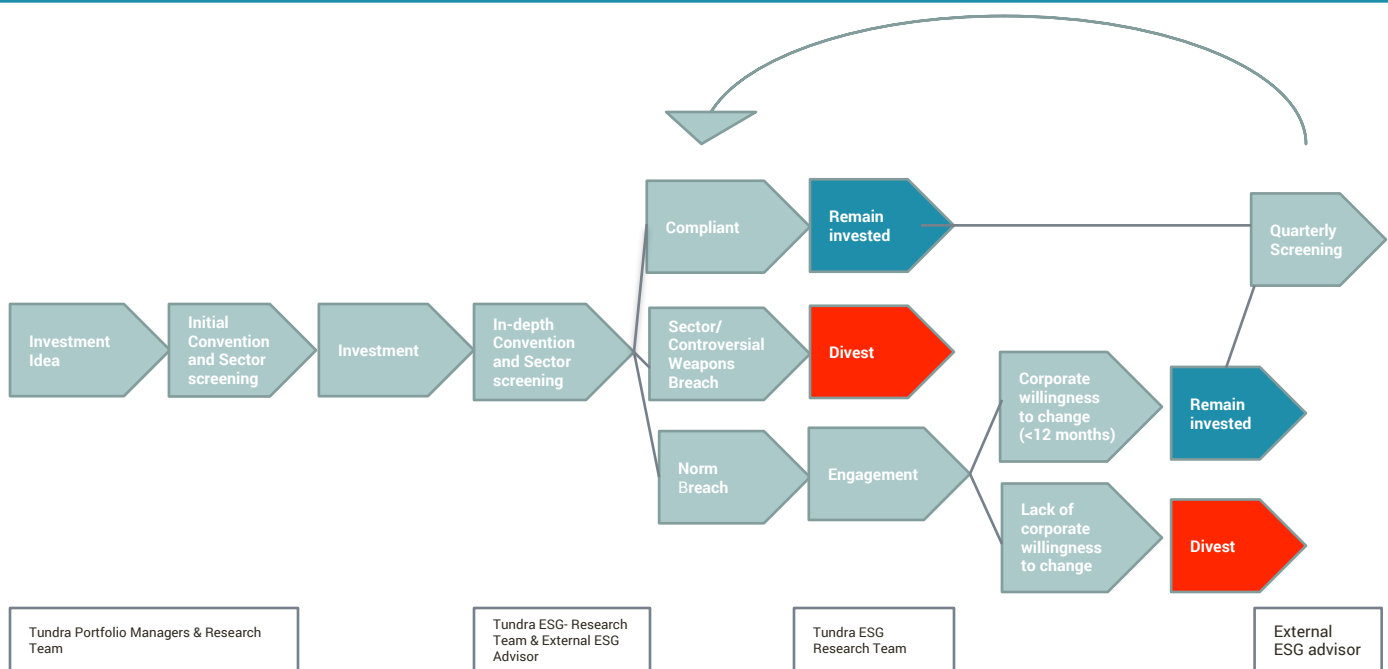 Compliant
Remain
invested
Quarterly
Screening
Investment
Idea
Initial
Convention
and Sector
screening
Investment
In-depth
Convention
and Sector
screening
Sector/
Controversial
Weapons
Breach
Divest
Norm
Breach
Engagement
Corporate
willingness
to change
(<12 months)
Remain
invested
Lack of
corporate
willingness
to change
Divest
Tundra Portfolio Managers & Research
Team
Tundra ESG- Research
Team & External ESG
Advisor
Tundra ESG
Research Team
External
ESG advisor